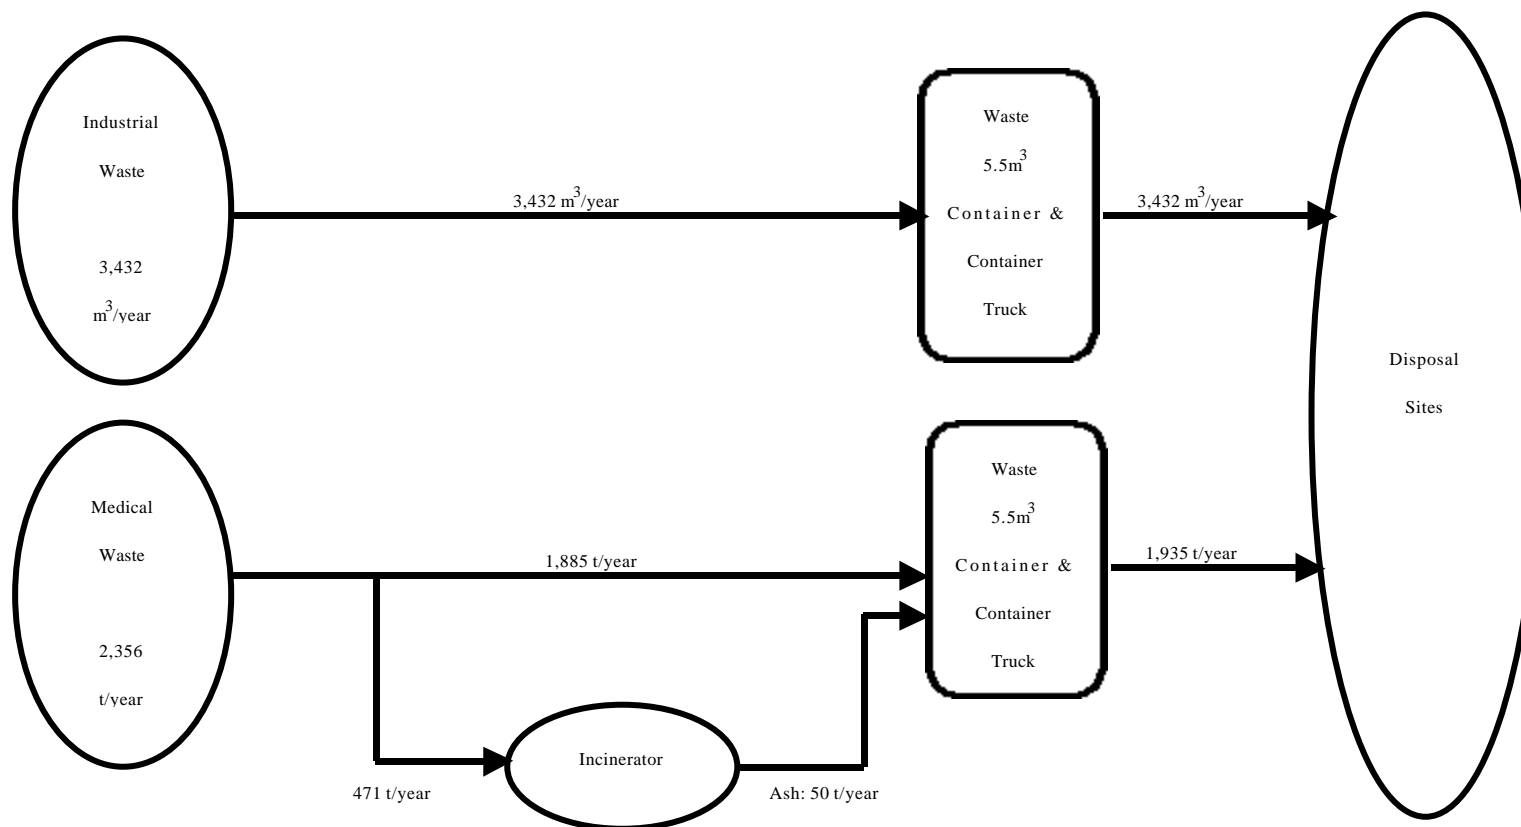 Industrial
Waste
3,432
m³/year
3,432 m³/year
Waste
5.5m³
Container &
Container
Truck
3,432 m³/year
Disposal
Sites
Medical
Waste
2,356
t/year
1,885 t/year
Waste
5.5m³
Container &
Container
Truck
1,935 t/year
Incinerator
471 t/year
Ash: 50 t/year